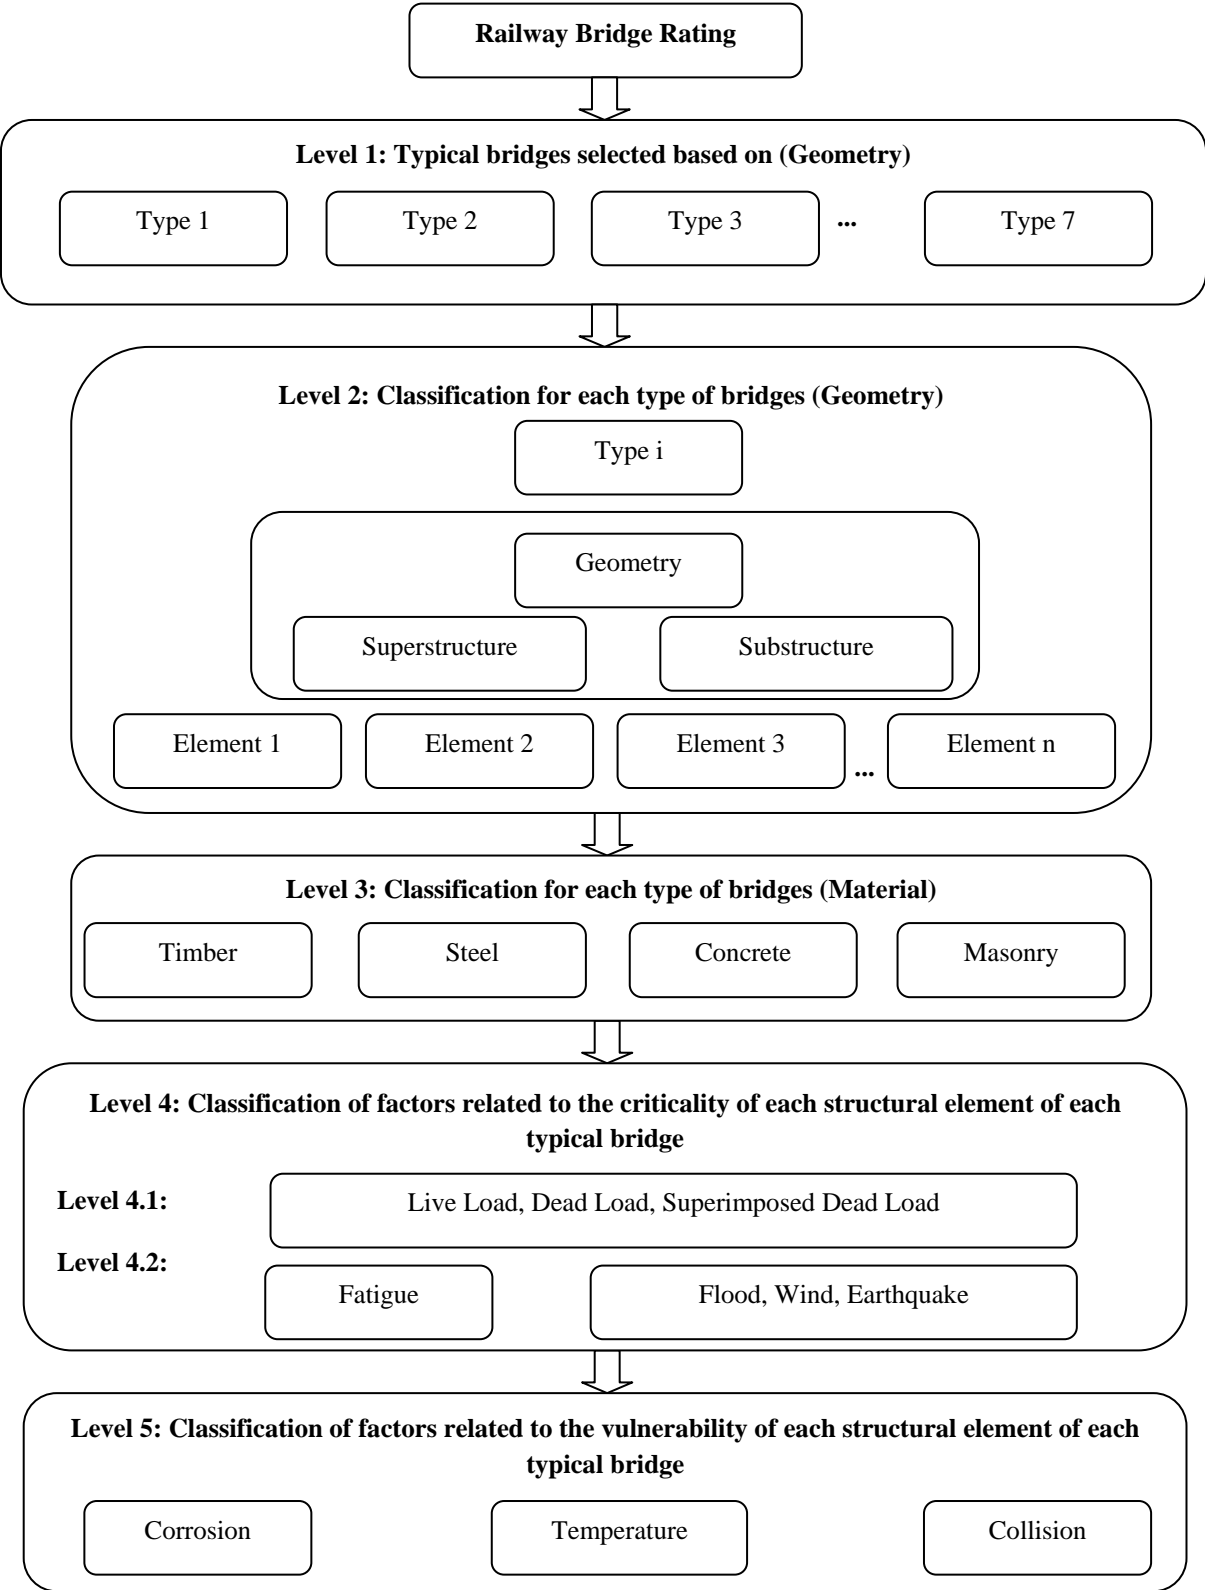 Railway Bridge Rating
Level 1: Typical bridges selected based on (Geometry)
Type 1
Type 2
Type 3
...
Type 7
Level 2: Classification for each type of bridges (Geometry)
Type i
Geometry
Superstructure
Substructure
Element 1
Element 2
Element 3
...
Element n
Level 3: Classification for each type of bridges (Material)
Timber
Steel
Concrete
Masonry
Level 4: Classification of factors related to the criticality of each structural element of each
typical bridge
Level 4.1:
Live Load, Dead Load, Superimposed Dead Load
Level 4.2:
Fatigue
Flood, Wind, Earthquake
Level 5: Classification of factors related to the vulnerability of each structural element of each
typical bridge
Corrosion
Temperature
Collision